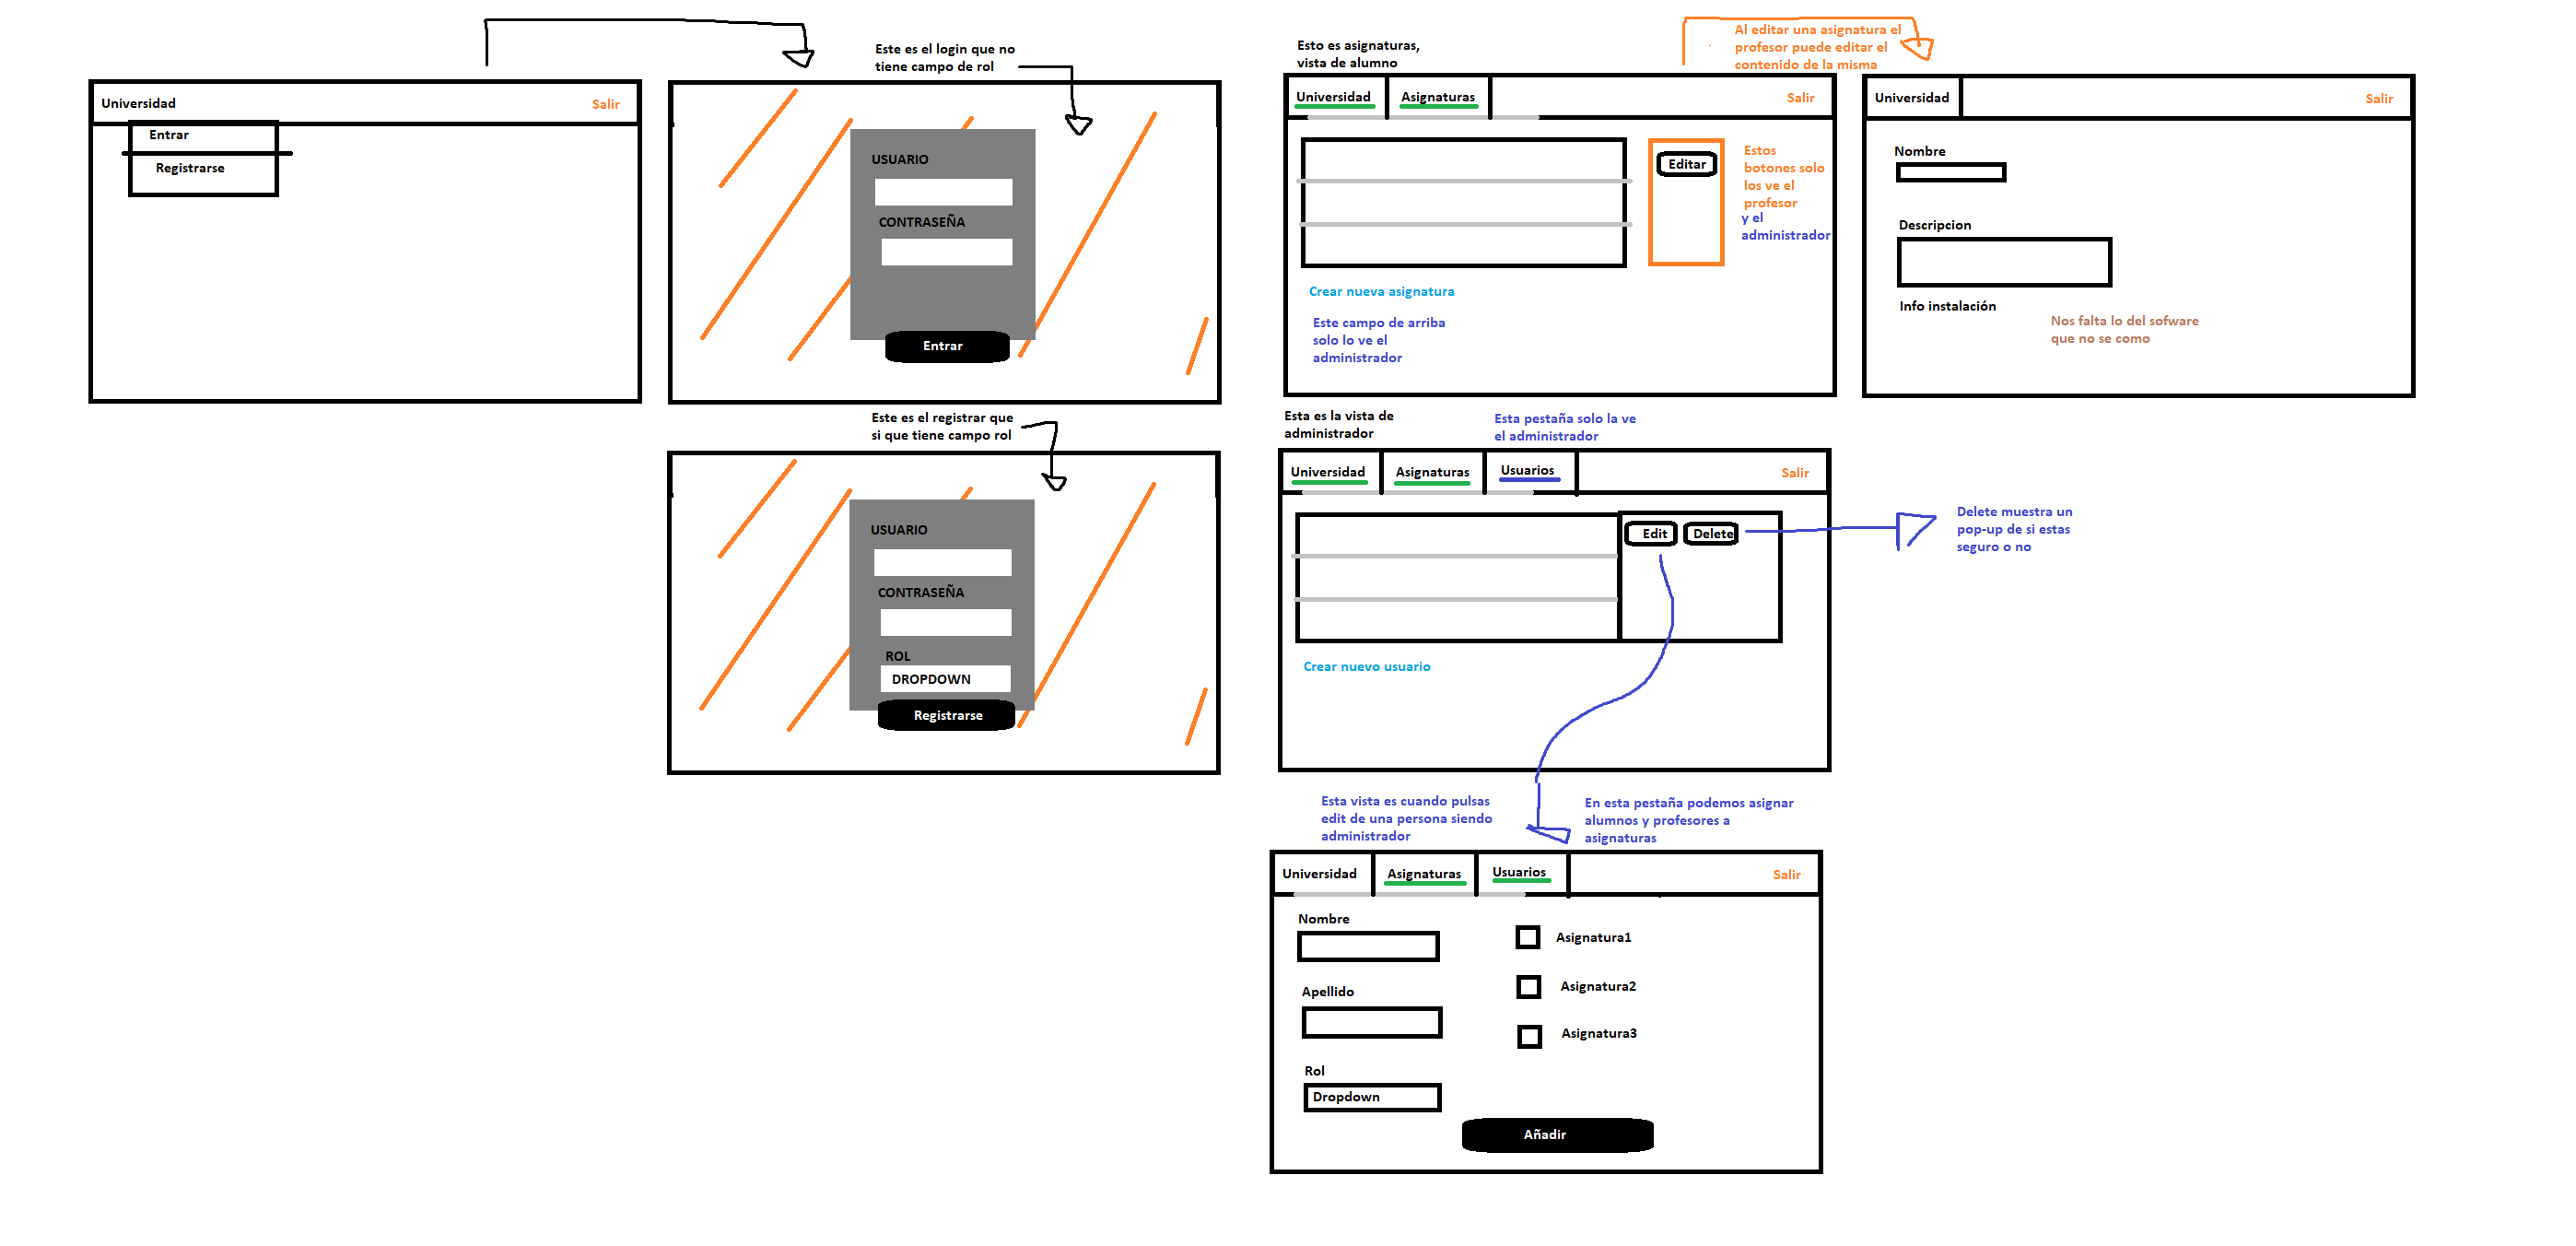 Universidad
Salir
Entrar
Registrarse
Este es el login que no
tiene campo de rol
USUARIO
CONTRASEÑA
Entrar
Este es el registrar que
si que tiene campo rol
USUARIO
CONTRASEÑA
ROL
DROPDOWN
Registrarse
Esto es asignaturas,
vista de alumno
Universidad
Asignaturas
Salir
Editar
Estos
botones solo
los ve el
profesor
y el
administrador
Crear nueva asignatura
Este campo de arriba
solo lo ve el
administrador
Al editar una asignatura el
profesor puede editar el
contenido de la misma
Universidad
Salir
Nombre
Descripcion
Info instalación
Nos falta lo del sofware
que no se como
Esta es la vista de
administrador
Esta pestaña solo la ve
el administrador
Universidad
Asignaturas
Usuarios
Salir
Edit
Delete
Delete muestra un
pop-up de si estas
seguro o no
Crear nuevo usuario
Esta vista es cuando pulsas
edit de una persona siendo
administrador
En esta pestaña podemos asignar
alumnos y profesores a
asignaturas
Universidad
Asignaturas
Usuarios
Salir
Nombre
Asignatura1
Apellido
Asignatura2
Asignatura3
Rol
Dropdown
Añadir